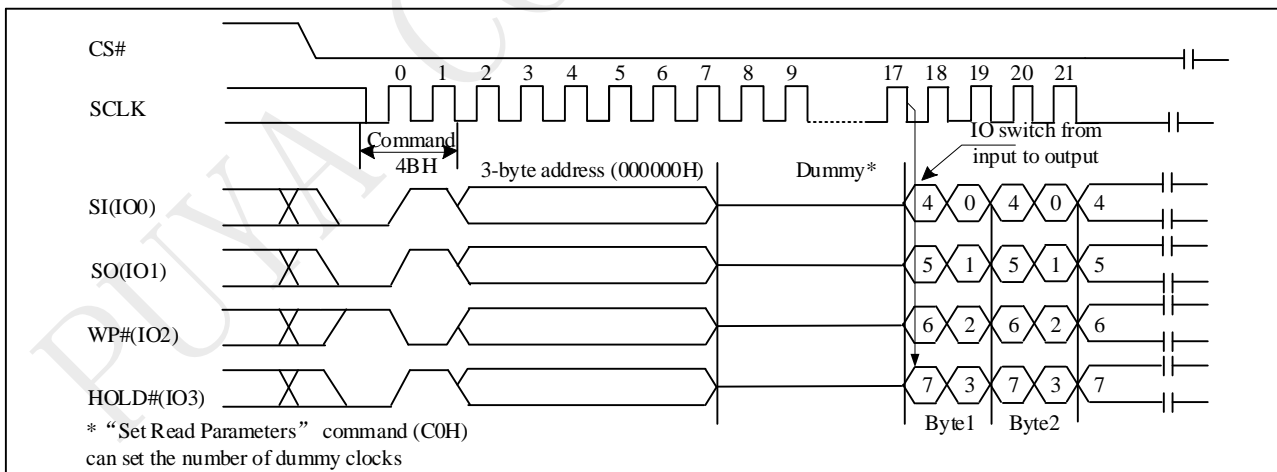 PUYA CO
CS#
0 1 2 3 4 5 6 7 8 9 17 18 19 20 21
SCLK
Command
4BH
IO switch from
input to output
3-byte address (000000H)
Dummy*
SI(IO0)
4 0 4 0 4
SO(IO1)
5 1 5 1 5
WP#(IO2)
6 2 6 2 6
HOLD#(IO3)
7 3 7 3 7
Byte1 Byte2
* “Set Read Parameters” command (C0H)
can set the number of dummy clocks